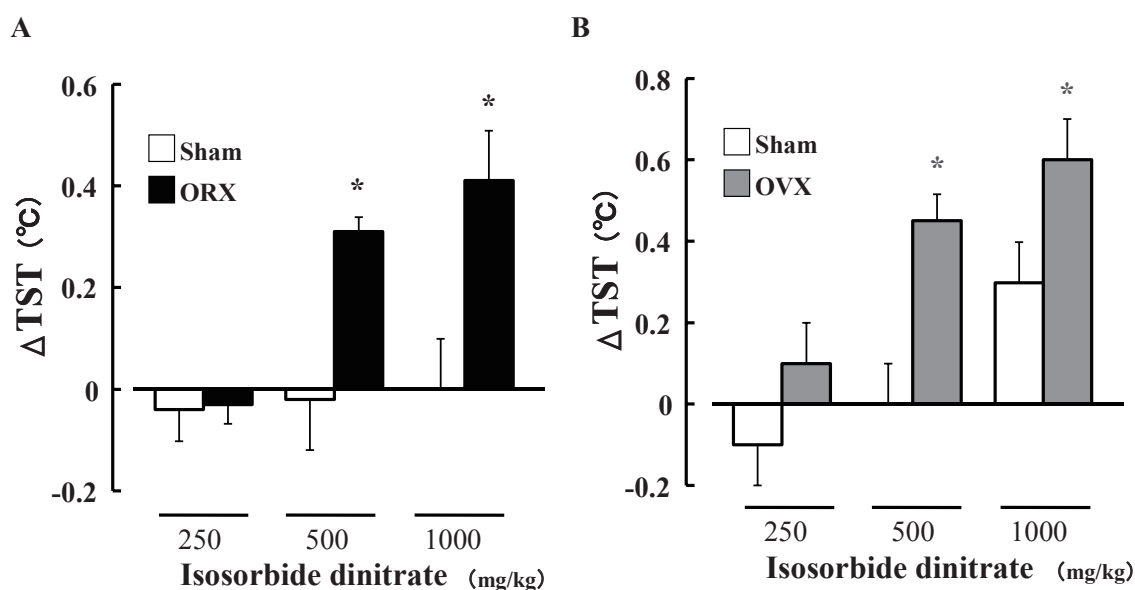 A
△TST (℃)
0.6
0.4
0.2
0
-0.2
Sham
ORX
*
*
250
500
1000
Isosorbide dinitrate (mg/kg)
B
△TST (℃)
0.8
0.6
0.4
0.2
0
-0.2
Sham
OVX
*
*
250
500
1000
Isosorbide dinitrate (mg/kg)